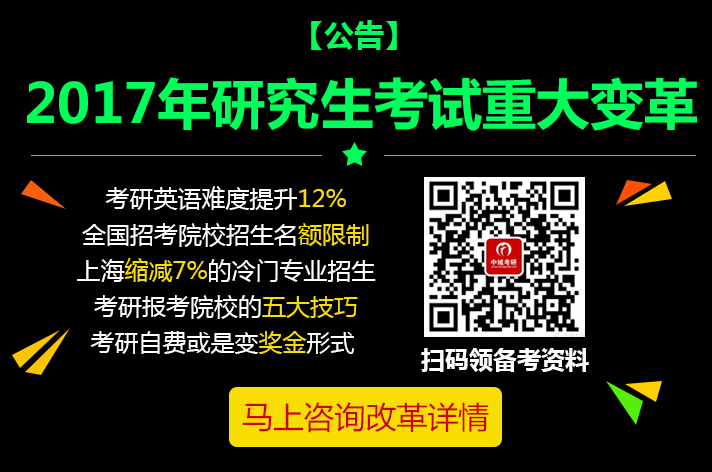 【公告】
2017年研究生考试重大变革
考研英语难度提升12%
全国招考院校招生名额限制
上海缩减7%的冷门专业招生
考研报考院校的五大技巧
考研自费或是变奖金形式
中域考研
扫码领备考资料
马上咨询改革详情